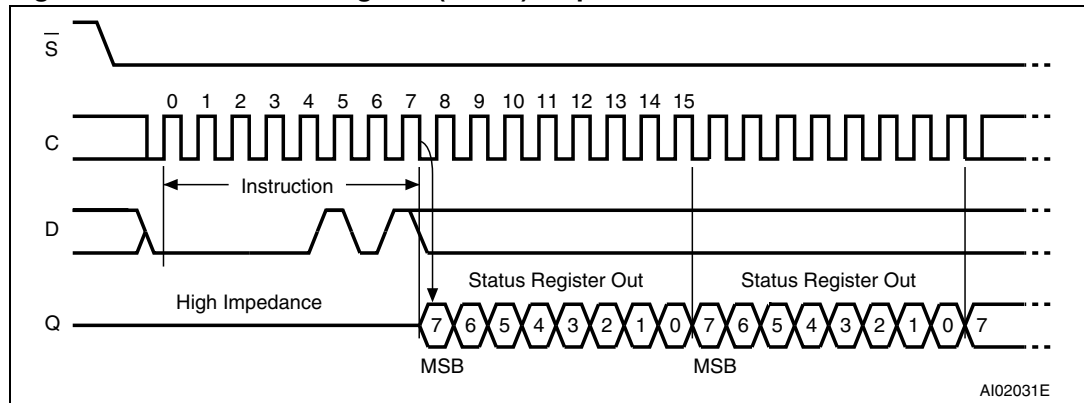 S
0 1 2 3 4 5 6 7 8 9 10 11 12 13 14 15
C
Instruction
D
Status Register Out Status Register Out
High Impedance
Q 7 6 5 4 3 2 1 0 7 6 5 4 3 2 1 0 7
MSB MSB
AI02031E